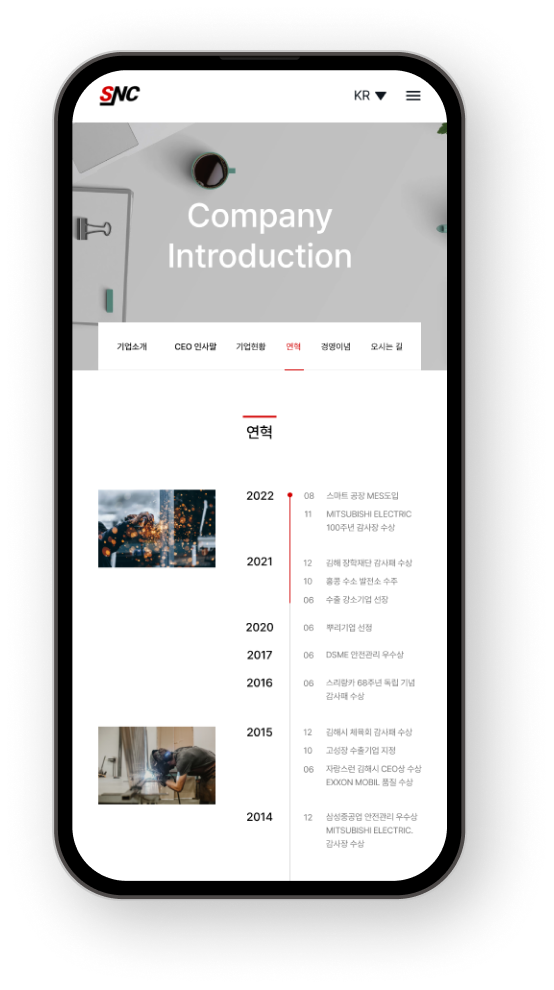 SNC
KR
Company
Introduction
기업소개 CEO 인사말 기업현황 연혁 경영이념 오시는 길
연혁
2022 08 스마트 공장 MES도입
11 MITSUBISHI ELECTRIC
100주년 감사장 수상
2021 12 김해 장학재단 감사패 수상
10 홍콩 수소 발전소 수주
06 수출 강소기업 선정
2020 06 뿌리기업 선정
2017 06 DSME 안전관리 우수상
2016 06 스리랑카 68주년 독립 기념
감사패 수상
2015 12 김해시 체육회 감사패 수상
10 고성장 수출기업 지정
06 자랑스런 김해시 CEO상 수상
EXXON MOBIL 품질 수상
2014 12 삼성중공업 안전관리 우수상
MITSUBISHI ELECTRIC.
감사장 수상